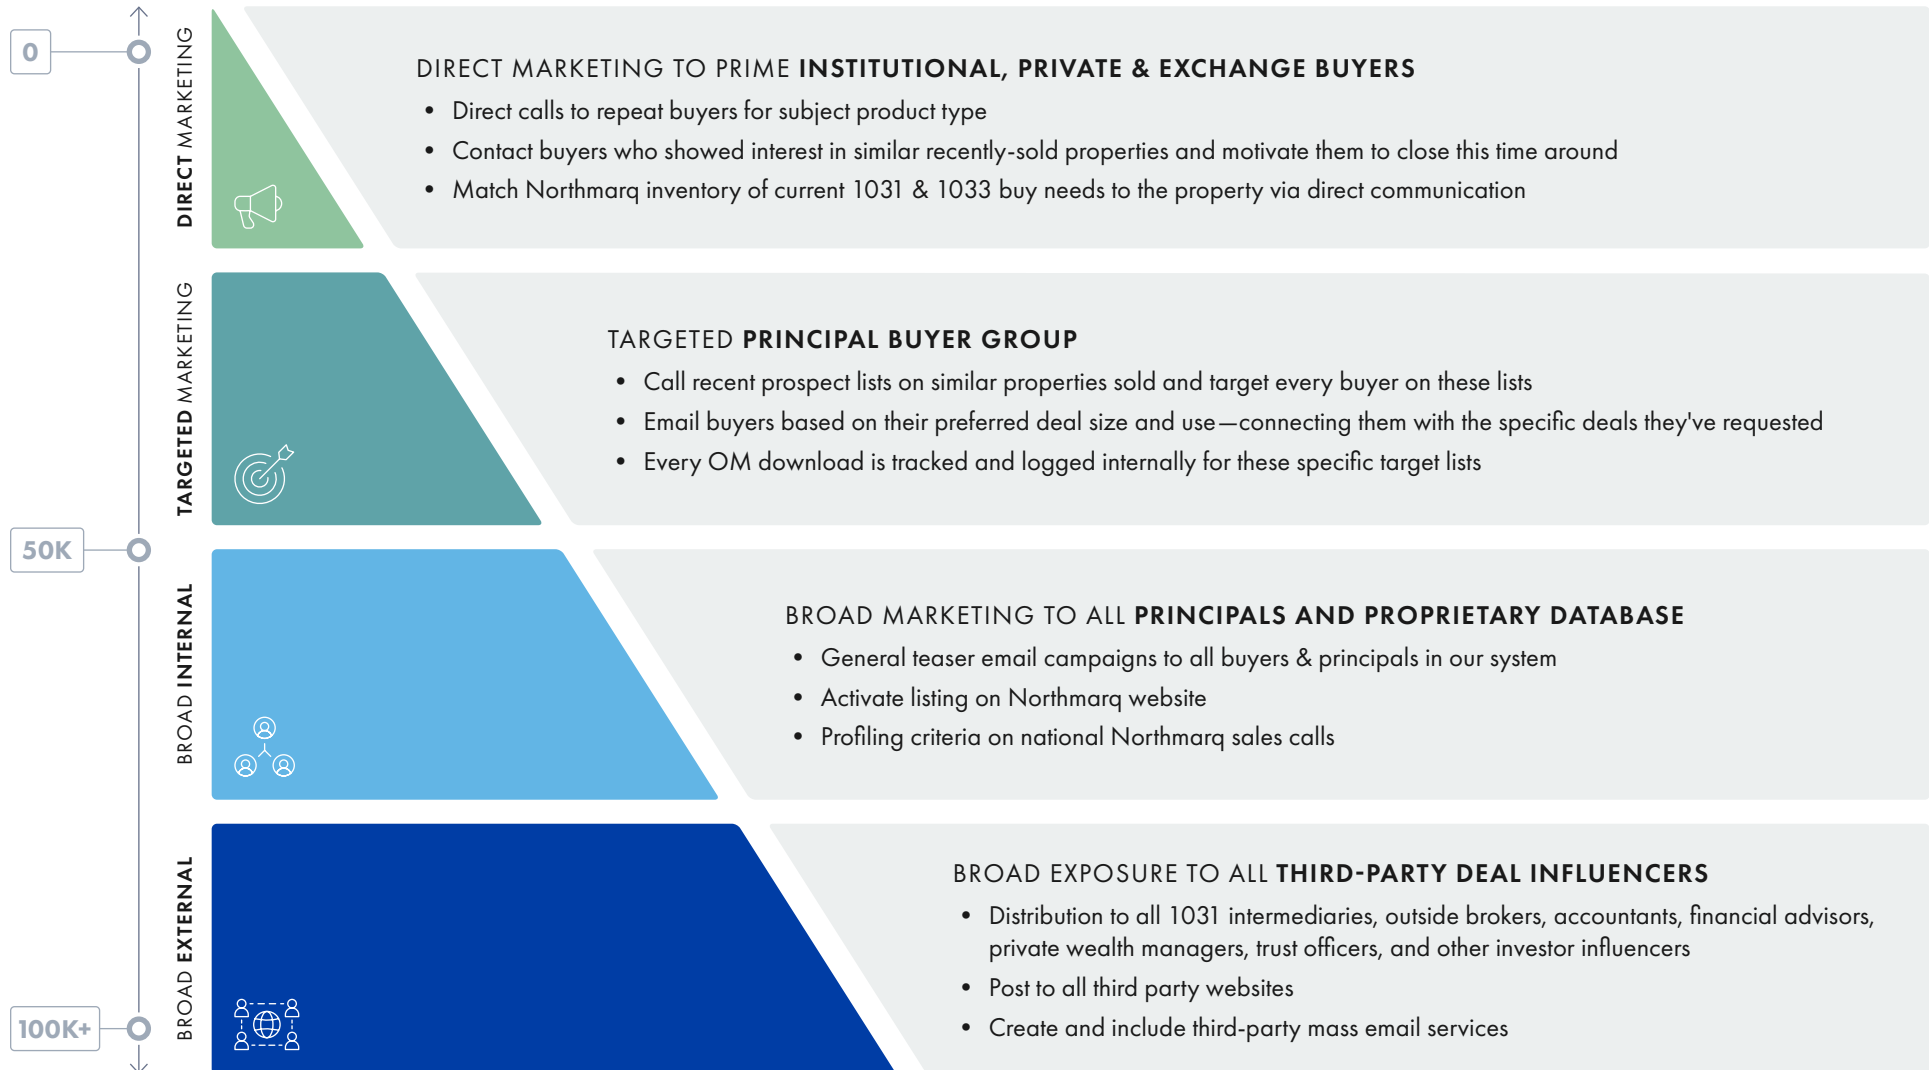 0
DIRECT MARKETING
DIRECT MARKETING TO PRIME INSTITUTIONAL, PRIVATE & EXCHANGE BUYERS
• Direct calls to repeat buyers for subject product type
• Contact buyers who showed interest in similar recently-sold properties and motivate them to close this time around
• Match Northmarq inventory of current 1031 & 1033 buy needs to the property via direct communication
TARGETED MARKETING
TARGETED PRINCIPAL BUYER GROUP
• Call recent prospect lists on similar properties sold and target every buyer on these lists
• Email buyers based on their preferred deal size and use—connecting them with the specific deals they've requested
• Every OM download is tracked and logged internally for these specific target lists
50K
BROAD INTERNAL
BROAD MARKETING TO ALL PRINCIPALS AND PROPRIETARY DATABASE
• General teaser email campaigns to all buyers & principals in our system
• Activate listing on Northmarq website
• Profiling criteria on national Northmarq sales calls
BROAD EXTERNAL
BROAD EXPOSURE TO ALL THIRD-PARTY DEAL INFLUENCERS
• Distribution to all 1031 intermediaries, outside brokers, accountants, financial advisors,
private wealth managers, trust officers, and other investor influencers
• Post to all third party websites
• Create and include third-party mass email services
100K+